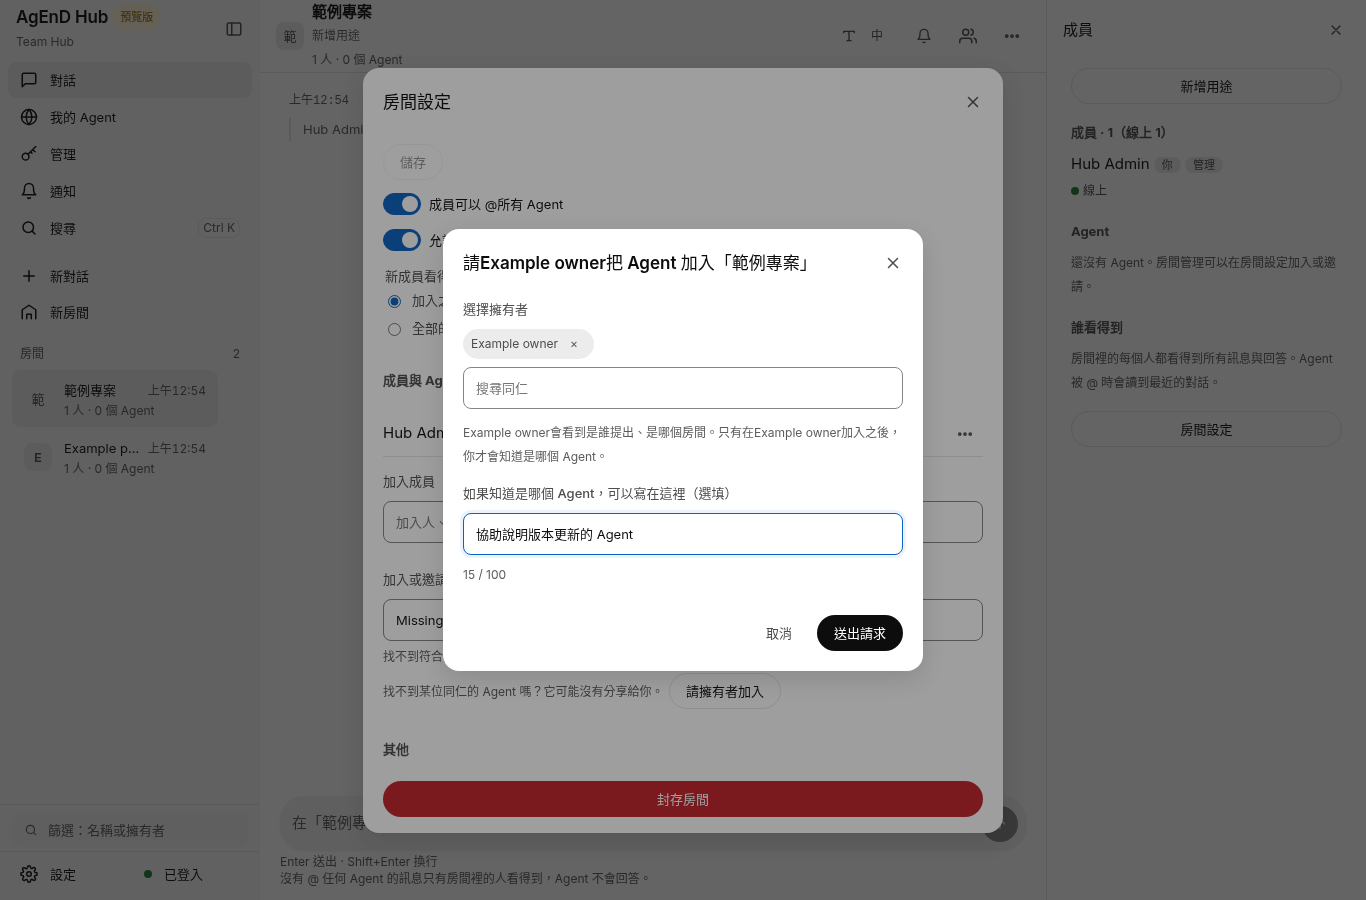 AgEnD Hub 預覽版
Team Hub
對話
我的 Agent
管理
通知
搜尋 Ctrl K
新對話
新房間
房間 2
範 範例專案 上午12:54
1 人 · 0 個 Agent
E Example p... 上午12:54
1 人 · 0 個 Agent
篩選：名稱或擁有者
設定 已登入
範 範例專案
新增用途
1 人 · 0 個 Agent
中
上午12:54
Hub Admi
在「範例專
Enter 送出 · Shift+Enter 換行
沒有 @ 任何 Agent 的訊息只有房間裡的人看得到，Agent 不會回答。
房間設定
儲存
成員可以 @所有 Agent
新成員看得
加入之
全部的
成員與 Ag
Hub Adm
加入成員
加入人、
加入或邀請
Missing
找不到符合
找不到某位同仁的 Agent 嗎？它可能沒有分享給你。 請擁有者加入
其他
封存房間
請Example owner把 Agent 加入「範例專案」
選擇擁有者
Example owner ×
搜尋同仁
Example owner會看到是誰提出、是哪個房間。只有在Example owner加入之後，
你才會知道是哪個 Agent。
如果知道是哪個 Agent，可以寫在這裡（選填）
協助說明版本更新的 Agent
15 / 100
取消 送出請求
成員
新增用途
成員 · 1（線上 1）
Hub Admin 你 管理
線上
Agent
還沒有 Agent。房間管理可以在房間設定加入或邀
請。
誰看得到
房間裡的每個人都看得到所有訊息與回答。Agent
被 @ 時會讀到最近的對話。
房間設定